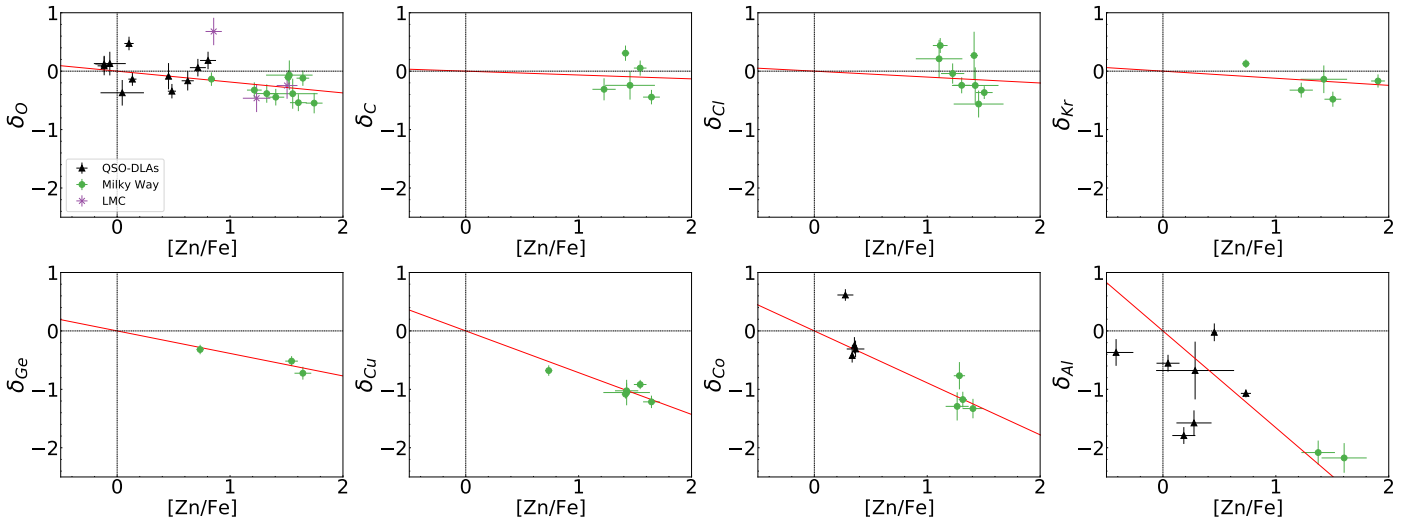 1
0
−1
−2
δO
QSO-DLAs
Milky Way
LMC
0 1 2
[Zn/Fe]
1
0
−1
−2
δC
0 1 2
[Zn/Fe]
1
0
−1
−2
δCl
0 1 2
[Zn/Fe]
1
0
−1
−2
δKr
0 1 2
[Zn/Fe]
1
0
−1
−2
δGe
0 1 2
[Zn/Fe]
1
0
−1
−2
δCu
0 1 2
[Zn/Fe]
1
0
−1
−2
δCo
0 1 2
[Zn/Fe]
1
0
−1
−2
δAl
0 1 2
[Zn/Fe]